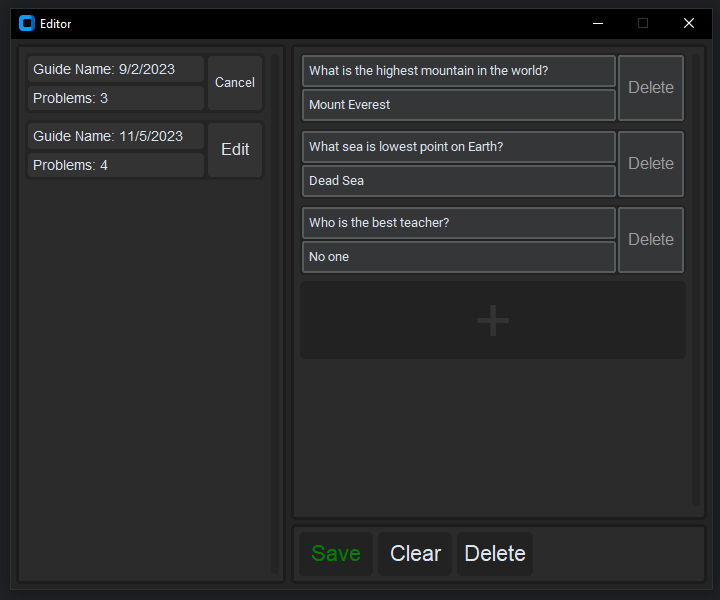 Editor
Guide Name: 9/2/2023
Problems: 3
Cancel
Guide Name: 11/5/2023
Problems: 4
Edit
What is the highest mountain in the world?
Mount Everest
Delete
What sea is lowest point on Earth?
Dead Sea
Delete
Who is the best teacher?
No one
Delete
+
Save Clear Delete